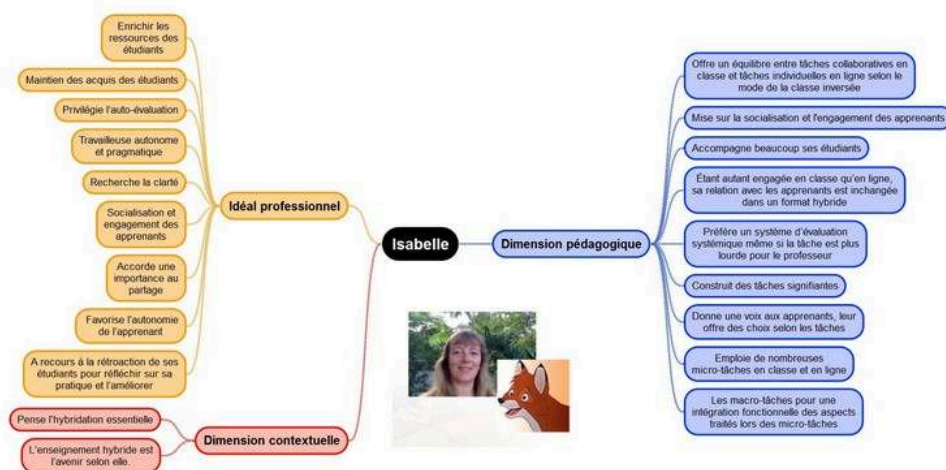 Enrichir les
ressources des
étudiants
Maintien des acquis des étudiants
Privilégie l'auto-évaluation
Travailleuse autonome
et pragmatique
Recherche la clarté
Socialisation et
engagement des
apprenants
Accorde une
importance au
partage
Favorise l'autonomie
de l'apprenant
A recours à la rétroaction de ses
étudiants pour réfléchir sur sa
pratique et l'améliorer
Idéal professionnel
Pense l'hybridation essentielle
L'enseignement hybride est
l'avenir selon elle.
Dimension contextuelle
Isabelle
Dimension pédagogique
Offre un équilibre entre tâches collaboratives en
classe et tâches individuelles en ligne selon le
mode de la classe inversée
Mise sur la socialisation et l'engagement des apprenants
Accompagne beaucoup ses étudiants
Étant autant engagée en classe qu'en ligne,
sa relation avec les apprenants est inchangée
dans un format hybride
Préfère un système d'évaluation
systémique même si la tâche est plus
lourde pour le professeur
Construit des tâches signifiantes
Donne une voix aux apprenants, leur
offre des choix selon les tâches
Emploie de nombreuses
micro-tâches en classe et en ligne
Les macro-tâches pour une
intégration fonctionnelle des aspects
traités lors des micro-tâches